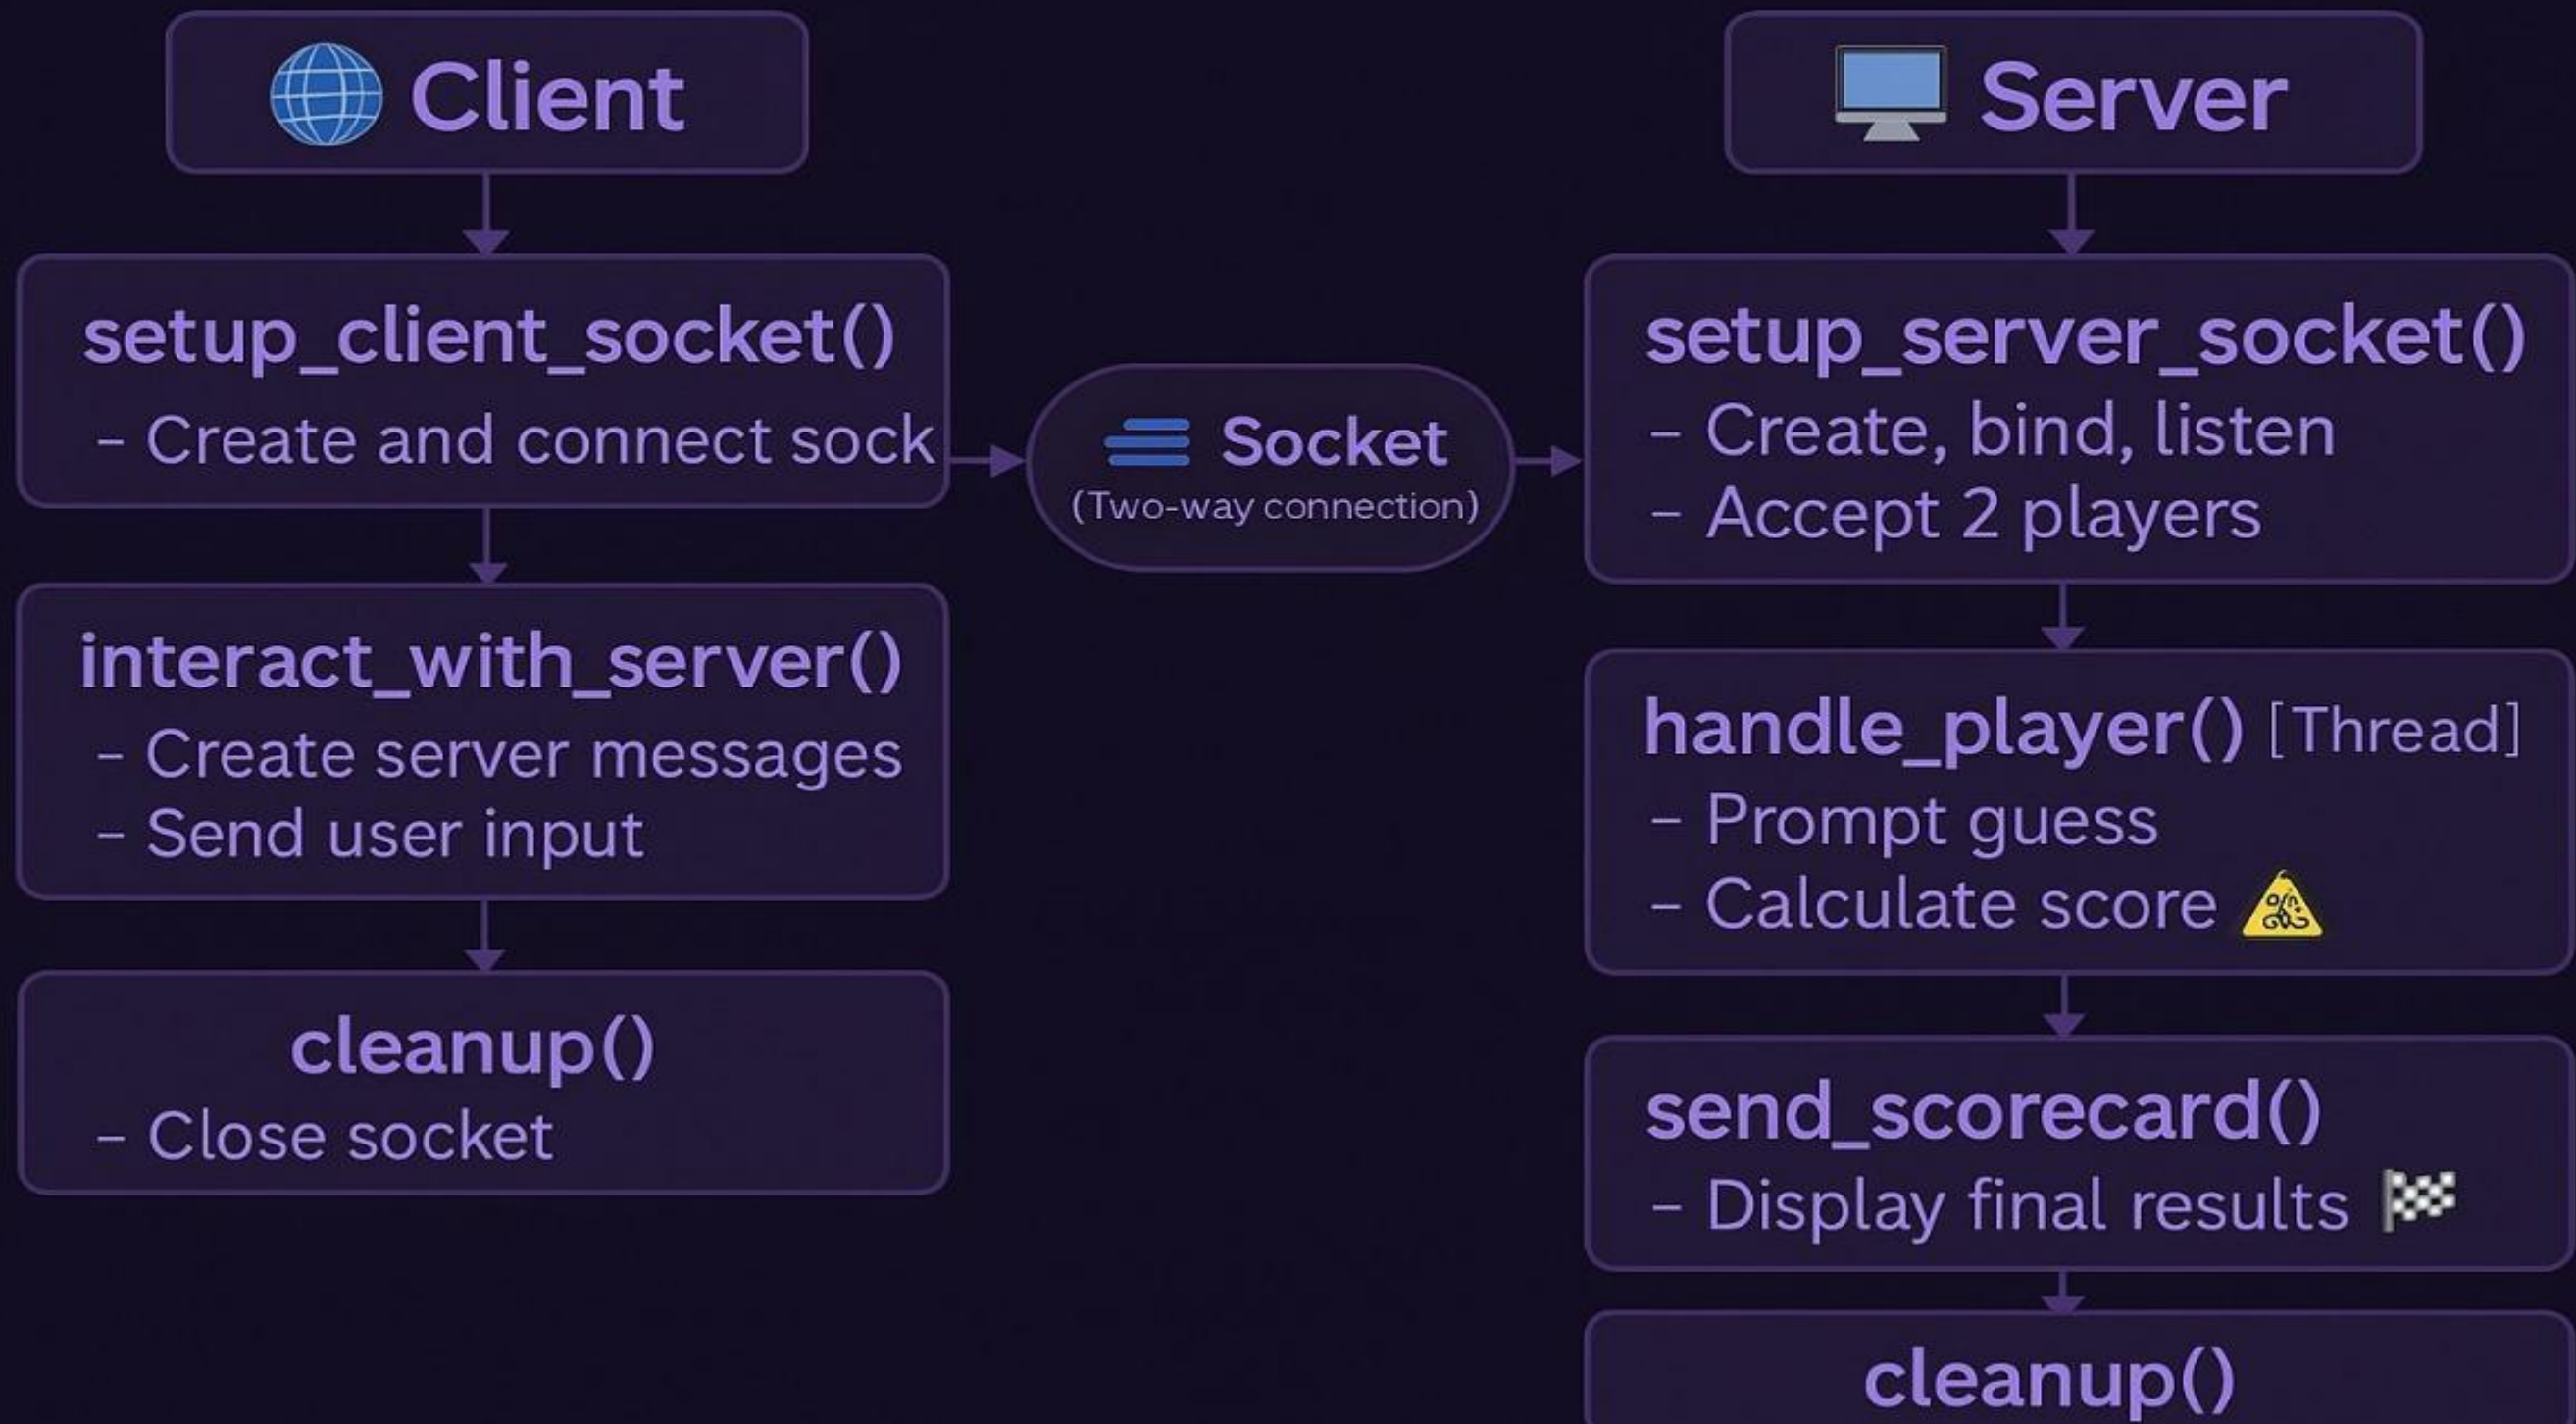 Client
setup_client_socket()
– Create and connect sock
interact_with_server()
– Create server messages
– Send user input
cleanup()
– Close socket
Socket
(Two-way connection)
Server
setup_server_socket()
– Create, bind, listen
– Accept 2 players
handle_player() [Thread]
– Prompt guess
– Calculate score
send_scorecard()
– Display final results
cleanup()